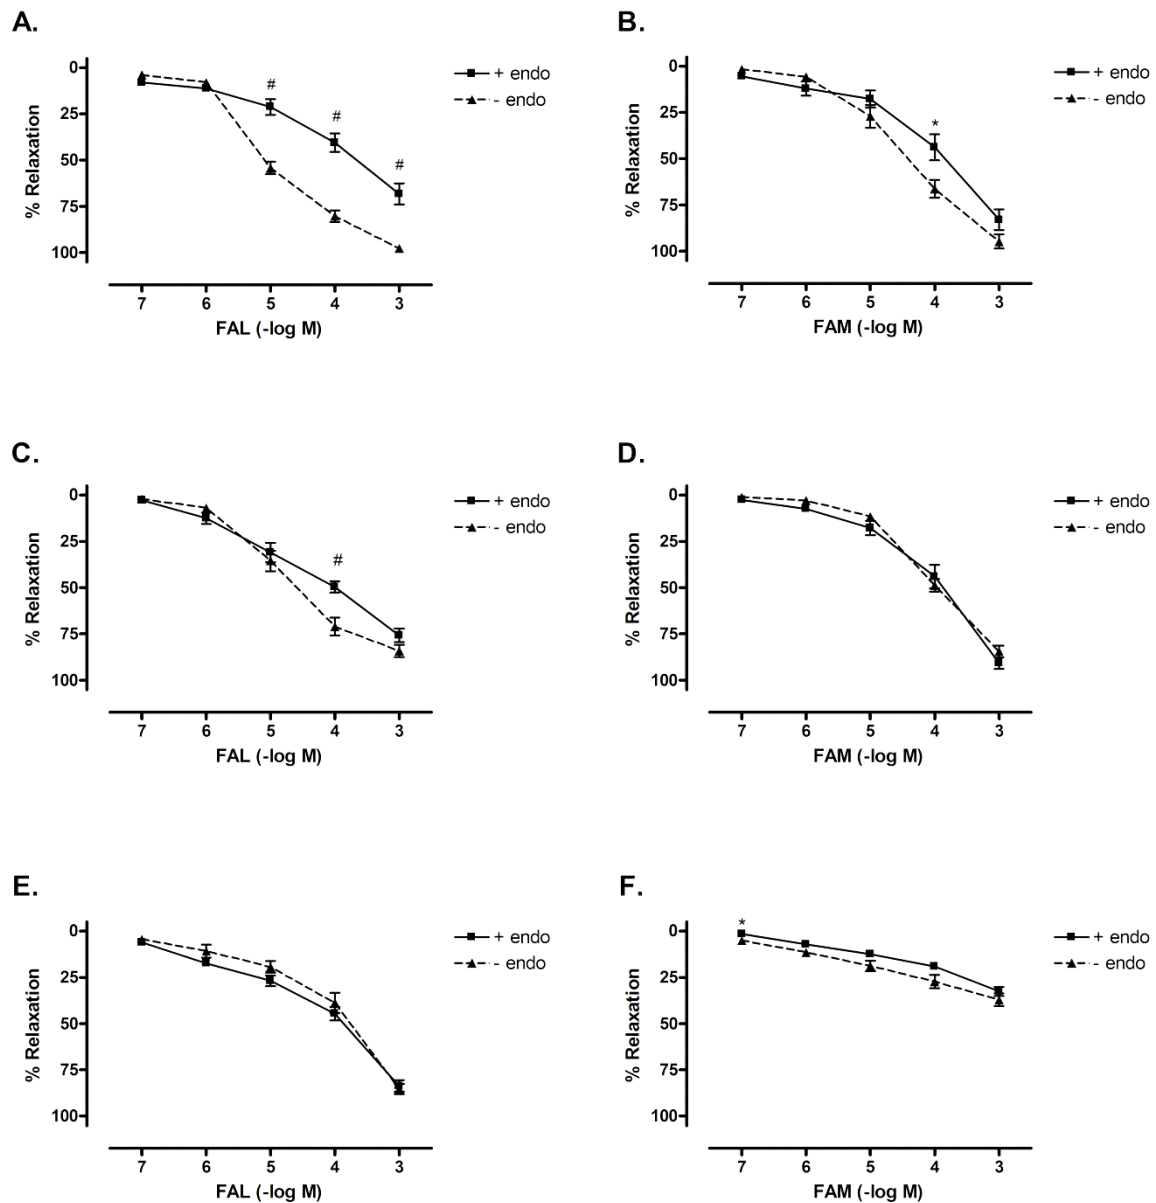 A.
% Relaxation
0
25
50
75
100
#
#
#
+ endo
- endo
7 6 5 4 3
FAL (-log M)
B.
% Relaxation
0
25
50
75
100
*
+ endo
- endo
7 6 5 4 3
FAM (-log M)
C.
% Relaxation
0
25
50
75
100
#
+ endo
- endo
7 6 5 4 3
FAL (-log M)
D.
% Relaxation
0
25
50
75
100
+ endo
- endo
7 6 5 4 3
FAM (-log M)
E.
% Relaxation
0
25
50
75
100
+ endo
- endo
7 6 5 4 3
FAL (-log M)
F.
% Relaxation
0
25
50
75
100
*
+ endo
- endo
7 6 5 4 3
FAM (-log M)